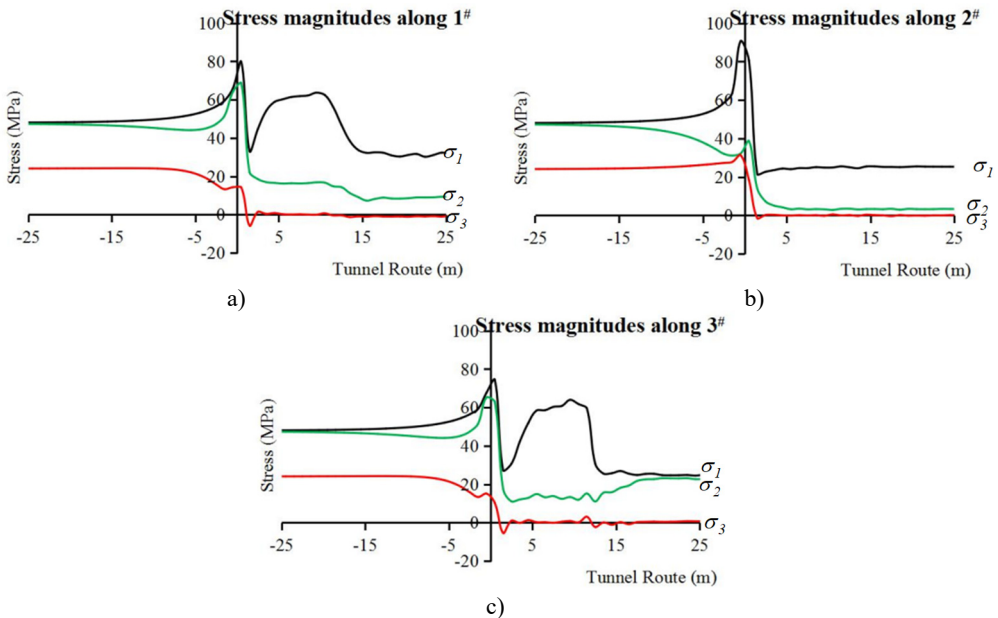 Stress magnitudes along 1#
100
80
60
40
20
0
-20
-25
-15
-5
5
15
25
Stress (MPa)
Tunnel Route (m)
σ1
σ2
σ3
a)
Stress magnitudes along 2#
100
80
60
40
20
0
-20
-25
-15
-5
5
15
25
Stress (MPa)
Tunnel Route (m)
σ1
σ2
σ3
b)
Stress magnitudes along 3#
100
80
60
40
20
0
-20
-25
-15
-5
5
15
25
Stress (MPa)
Tunnel Route (m)
σ1
σ2
σ3
c)